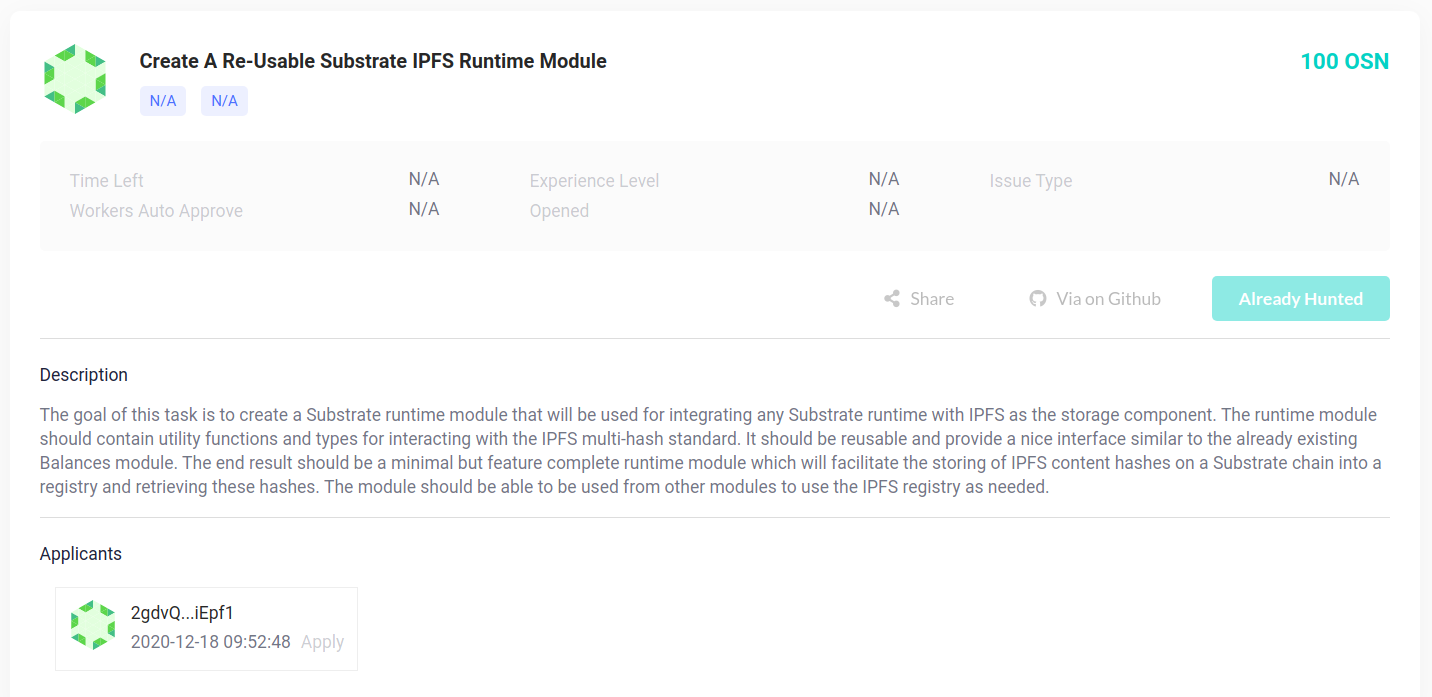 Create A Re-Usable Substrate IPFS Runtime Module
100 OSN
N/A N/A
Time Left N/A Experience Level N/A Issue Type N/A
Workers Auto Approve N/A Opened N/A
Share Via on Github Already Hunted
Description
The goal of this task is to create a Substrate runtime module that will be used for integrating any Substrate runtime with IPFS as the storage component. The runtime module
should contain utility functions and types for interacting with the IPFS multi-hash standard. It should be reusable and provide a nice interface similar to the already existing
Balances module. The end result should be a minimal but feature complete runtime module which will facilitate the storing of IPFS content hashes on a Substrate chain into a
registry and retrieving these hashes. The module should be able to be used from other modules to use the IPFS registry as needed.
Applicants
2gdvQ...iEpf1
2020-12-18 09:52:48 Apply